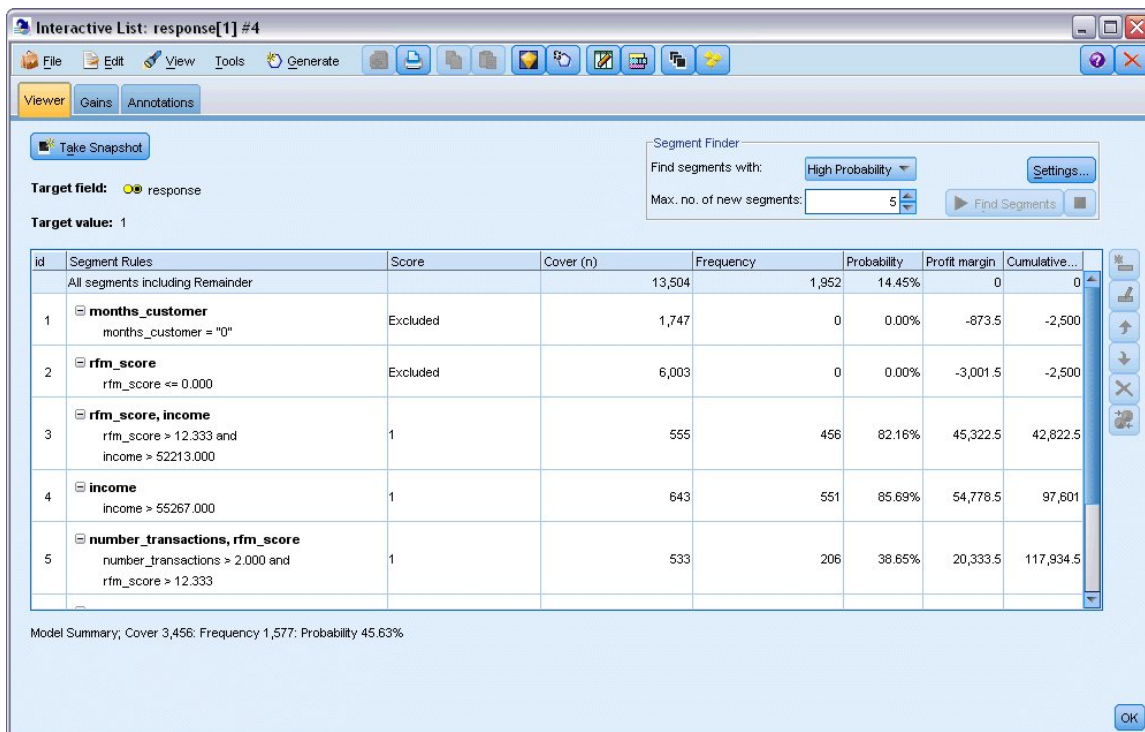 Interactive List: response[1] #4
File Edit View Tools Generate
Viewer Gains Annotations
Take Snapshot
Segment Finder
Find segments with: High Probability Settings...
Target field: response
Max. no. of new segments: 5 Find Segments
Target value: 1
id Segment Rules Score Cover (n) Frequency Probability Profit margin Cumulative...
All segments including Remainder 13,504 1,952 14.45% 0 0
months_customer
1 Excluded 1,747 0 0.00% -873.5 -2,500
months_customer = "0"
rfm_score
2 Excluded 6,003 0 0.00% -3,001.5 -2,500
rfm_score <= 0.000
rfm_score, income
3 rfm_score > 12.333 and 1 555 456 82.16% 45,322.5 42,822.5
income > 52213.000
income
4 1 643 551 85.69% 54,778.5 97,601
income > 55267.000
number_transactions, rfm_score
5 number_transactions > 2.000 and 1 533 206 38.65% 20,333.5 117,934.5
rfm_score > 12.333
Model Summary; Cover 3,456: Frequency 1,577: Probability 45.63%
OK